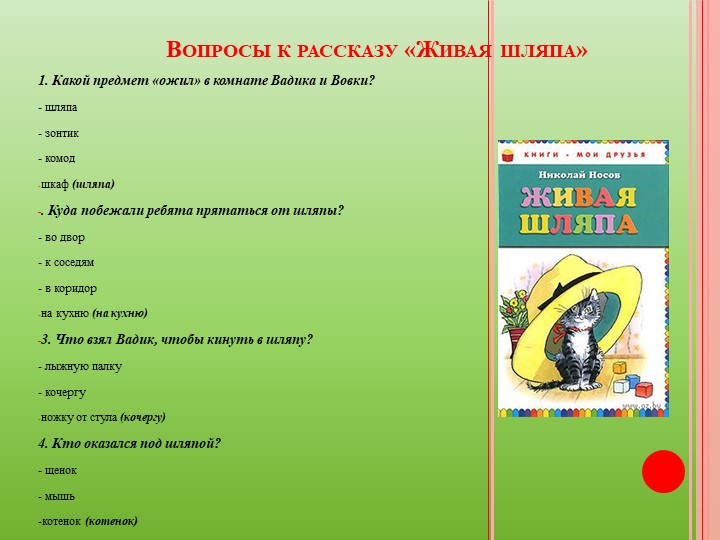 Вопросы к рассказу «Живая шляпа»
1. Какой предмет «ожил» в комнате Вадика и Вовки?
- шляпа
- зонтик
- комод
-шкаф (шляпа)
-. Куда побежали ребята прятаться от шляпы?
- во двор
- к соседям
- в коридор
-на кухню (на кухню)
-3. Что взял Вадик, чтобы кинуть в шляпу?
- лыжную палку
- кочергу
-ножку от стула (кочергу)
4. Кто оказался под шляпой?
- щенок
- мышь
-котенок (котенок)
КНИГИ - МОИ ДРУЗЬЯ
Николай Носов
ЖИВАЯ
ШЛЯПА
www.oz.by